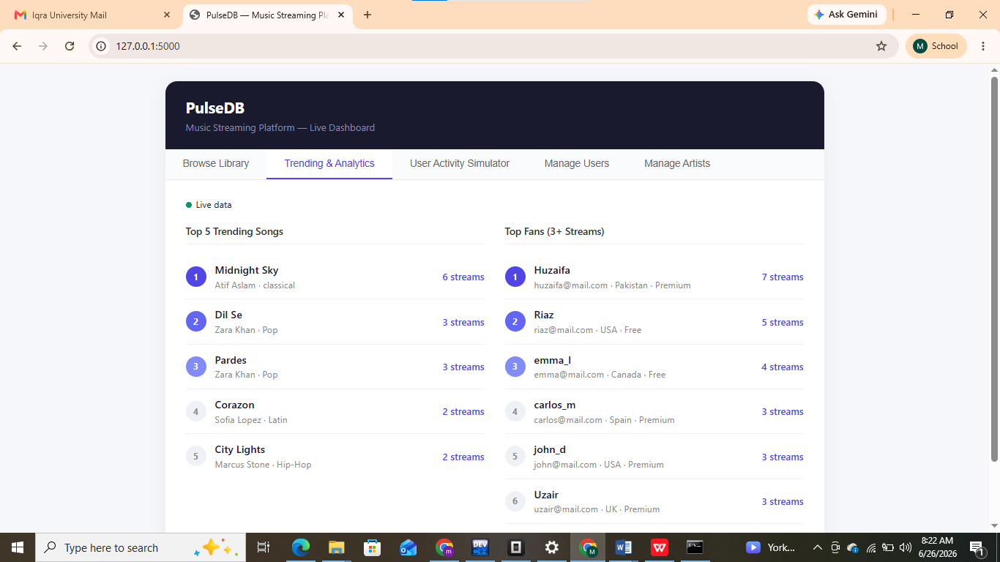 Iqra University Mail
PulseDB — Music Streaming Pla
Ask Gemini
127.0.0.1:5000
M School
PulseDB
Music Streaming Platform — Live Dashboard
Browse Library
Trending & Analytics
User Activity Simulator
Manage Users
Manage Artists
Live data
Top 5 Trending Songs
1
Midnight Sky
Atif Aslam · classical
6 streams
2
Dil Se
Zara Khan · Pop
3 streams
3
Pardes
Zara Khan · Pop
3 streams
4
Corazon
Sofia Lopez · Latin
2 streams
5
City Lights
Marcus Stone · Hip-Hop
2 streams
Top Fans (3+ Streams)
1
Huzaifa
huzaifa@mail.com · Pakistan · Premium
7 streams
2
Riaz
riaz@mail.com · USA · Free
5 streams
3
emma_l
emma@mail.com · Canada · Free
4 streams
4
carlos_m
carlos@mail.com · Spain · Premium
3 streams
5
john_d
john@mail.com · USA · Premium
3 streams
6
Uzair
uzair@mail.com · UK · Premium
3 streams
Type here to search
DEV
York...
8:22 AM
6/26/2026
1